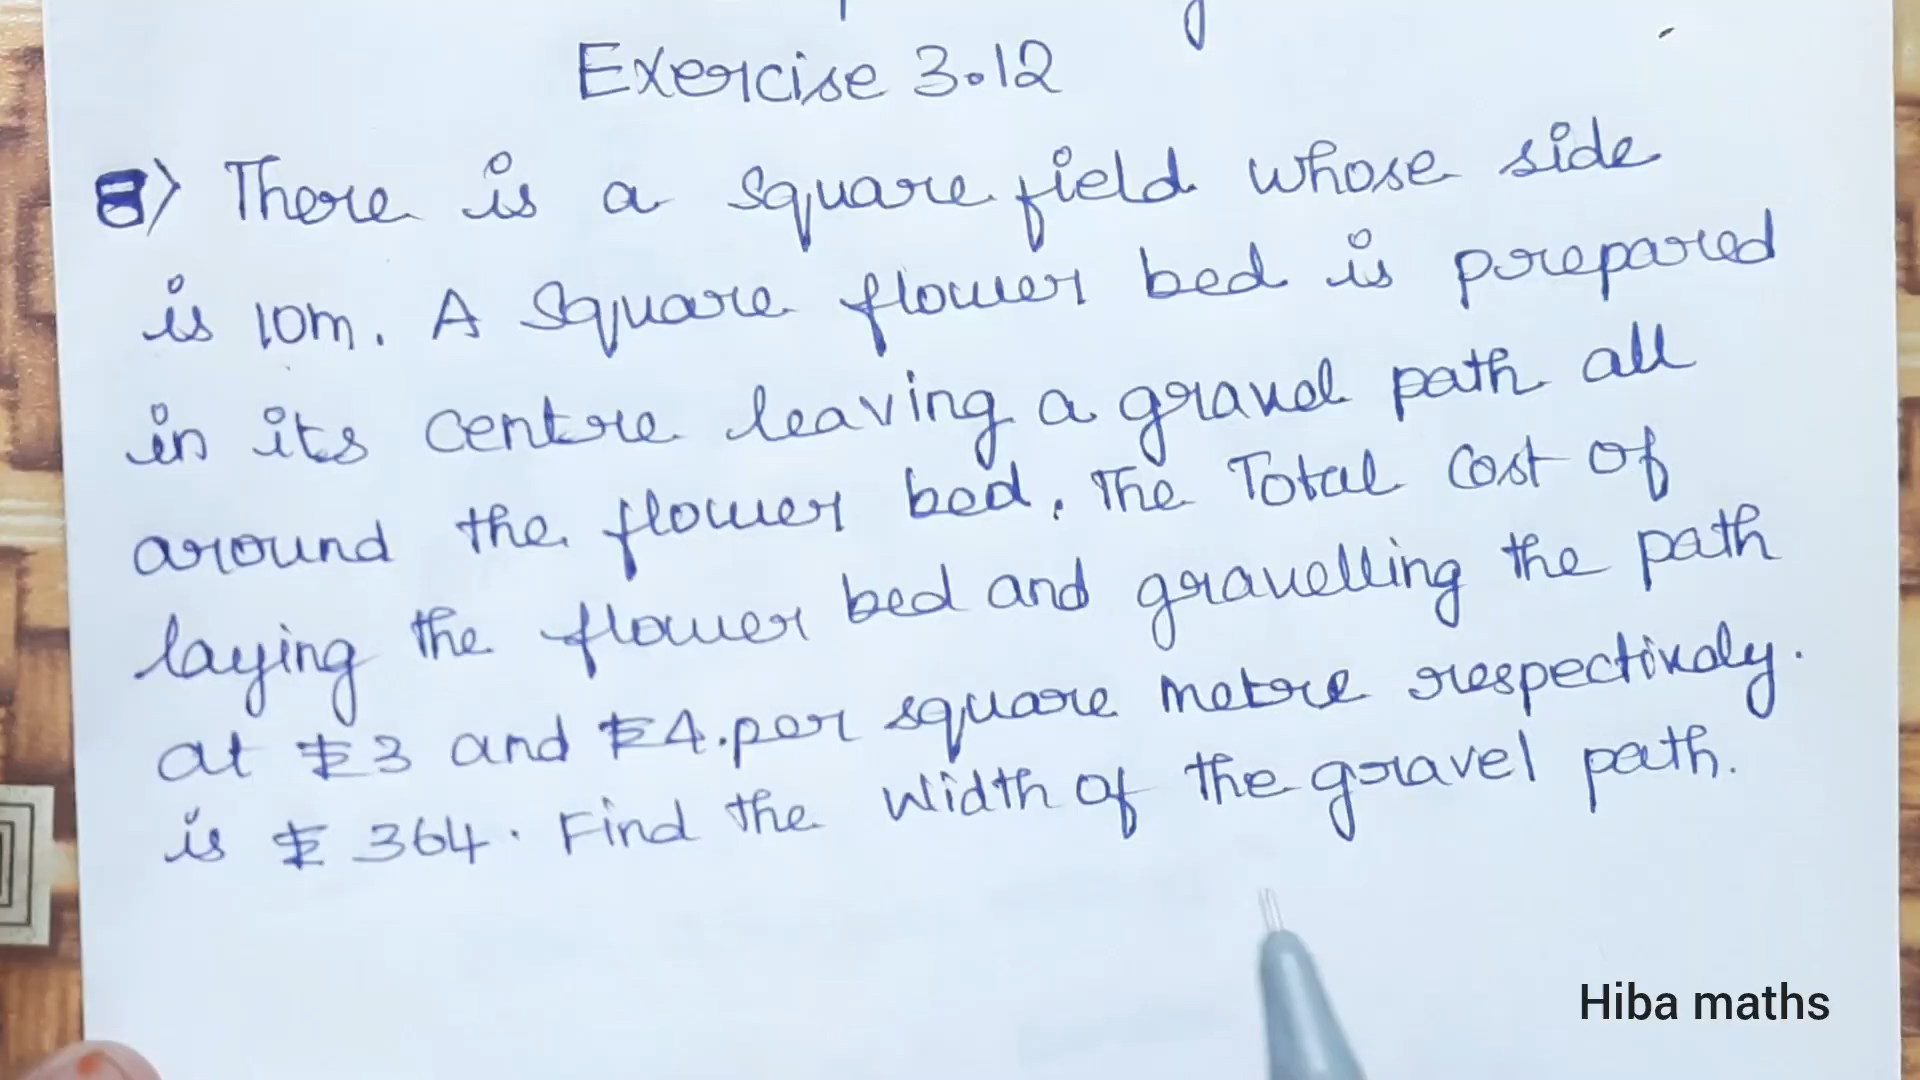 Exercise 3.12
8) There is a square field whose side
is 10m. A square flower bed is prepared
in its centre leaving a gravel path all
around the flower bed. The Total Cost of
laying the flower bed and gravelling the path
at ₹3 and ₹4.per square metre respectively.
is ₹ 364. Find the width of the gravel path.
Hiba maths